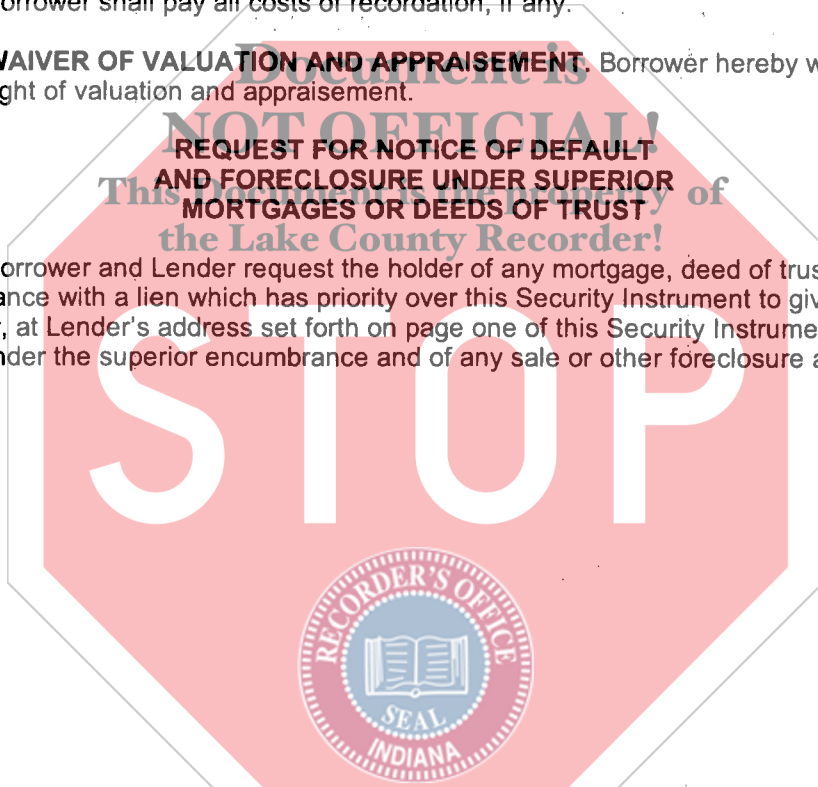 orrower shall pay all costs of recordation, if any.
WAIVER OF VALUATION AND APPRAISEMENT. Borrower hereby w
ght of valuation and appraisement.
Document is
NOT OFFICIAL!
This Document is the property of
the Lake County Recorder!
REQUEST FOR NOTICE OF DEFAULT
AND FORECLOSURE UNDER SUPERIOR
MORTGAGES OR DEEDS OF TRUST
orrower and Lender request the holder of any mortgage, deed of trus
ance with a lien which has priority over this Security Instrument to giv
, at Lender's address set forth on page one of this Security Instrume
nder the superior encumbrance and of any sale or other foreclosure a
STOP
RECORDER'S OFFICE
SEAL
INDIANA